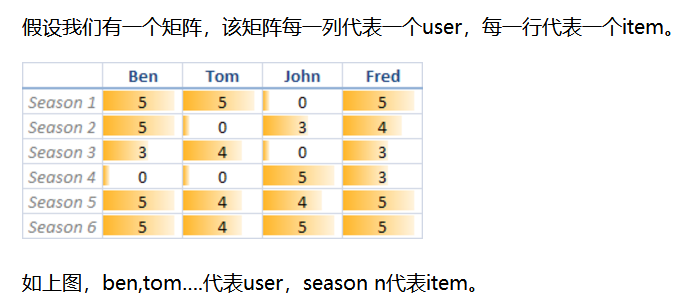 假设我们有一个矩阵，该矩阵每一列代表一个user，每一行代表一个item。
Ben Tom John Fred
Season 1 5 5 0 5
Season 2 5 0 3 4
Season 3 3 4 0 3
Season 4 0 0 5 3
Season 5 5 4 4 5
Season 6 5 4 5 5
如上图，ben,tom....代表user，season n代表item。